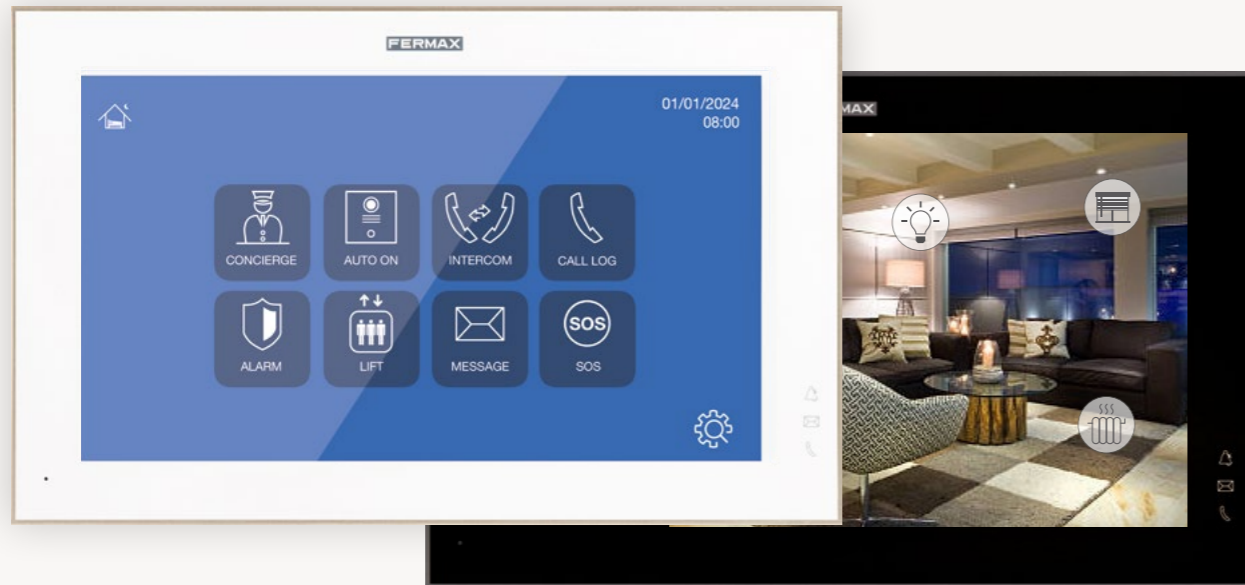 FERMAX
01/01/2024
08:00
CONCIERGE
AUTO ON
INTERCOM
CALL LOG
ALARM
LIFT
MESSAGE
SOS
SOS
MAX